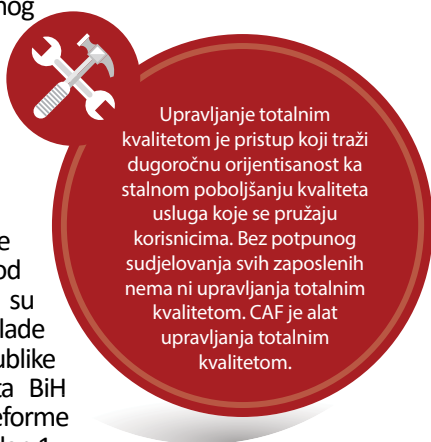 nog
Upravljanje totalnim
kvalitetom je pristup koji traži
dugoročnu orijentisanost ka
stalnom poboljšanju kvaliteta
usluga koje se pružaju
korisnicima. Bez potpunog
sudjelovanja svih zaposlenih
nema ni upravljanja totalnim
kvalitetom. CAF je alat
upravljanja totalnim
kvalitetom.
e
od
su
lade
ublike
ta BiH
eforme